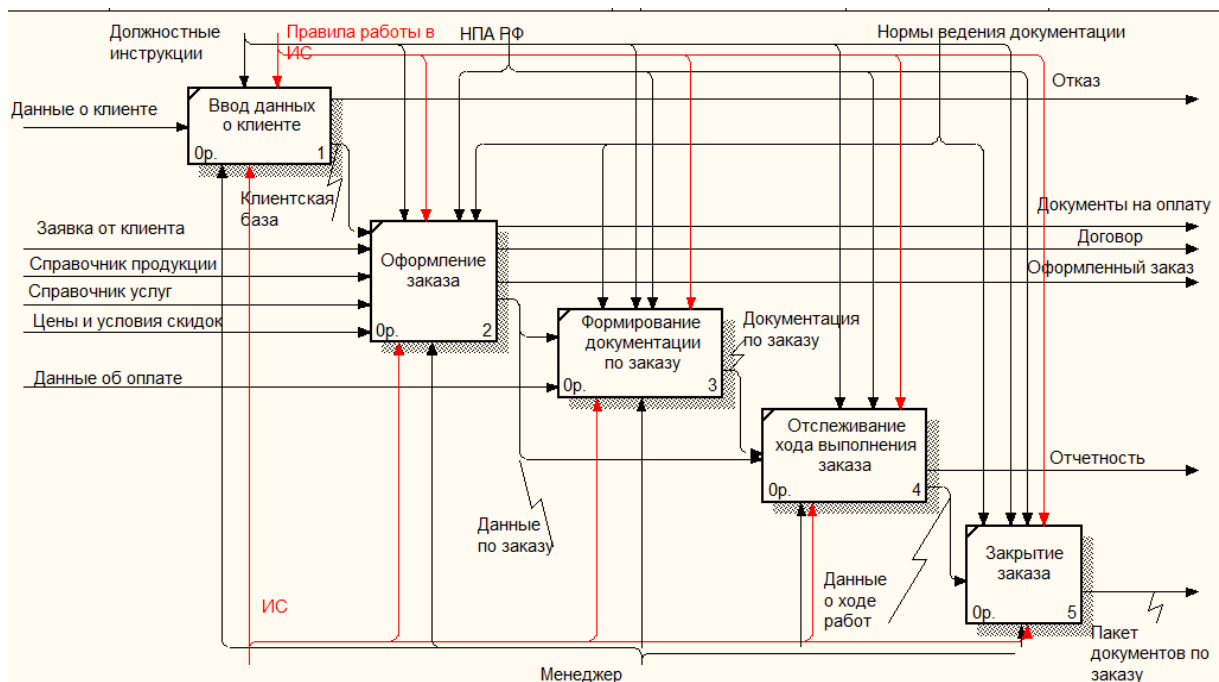 Должностные
инструкции
Правила работы в
ИС
НПА РФ
Нормы ведения документации
Отказ
Данные о клиенте
Ввод данных
о клиенте
0р.
1
Клиентская
база
Заявка от клиента
Справочник продукции
Справочник услуг
Цены и условия скидок
Оформление
заказа
0р.
2
Документы на оплату
Договор
Оформленный заказ
Данные об оплате
Формирование
документации
по заказу
0р.
3
Документация
по заказу
Отслеживание
хода выполнения
заказа
0р.
4
Отчетность
Данные
по заказу
Закрытие
заказа
0р.
5
Данные
о ходе
работ
ИС
Менеджер
Пакет
документов по
заказу